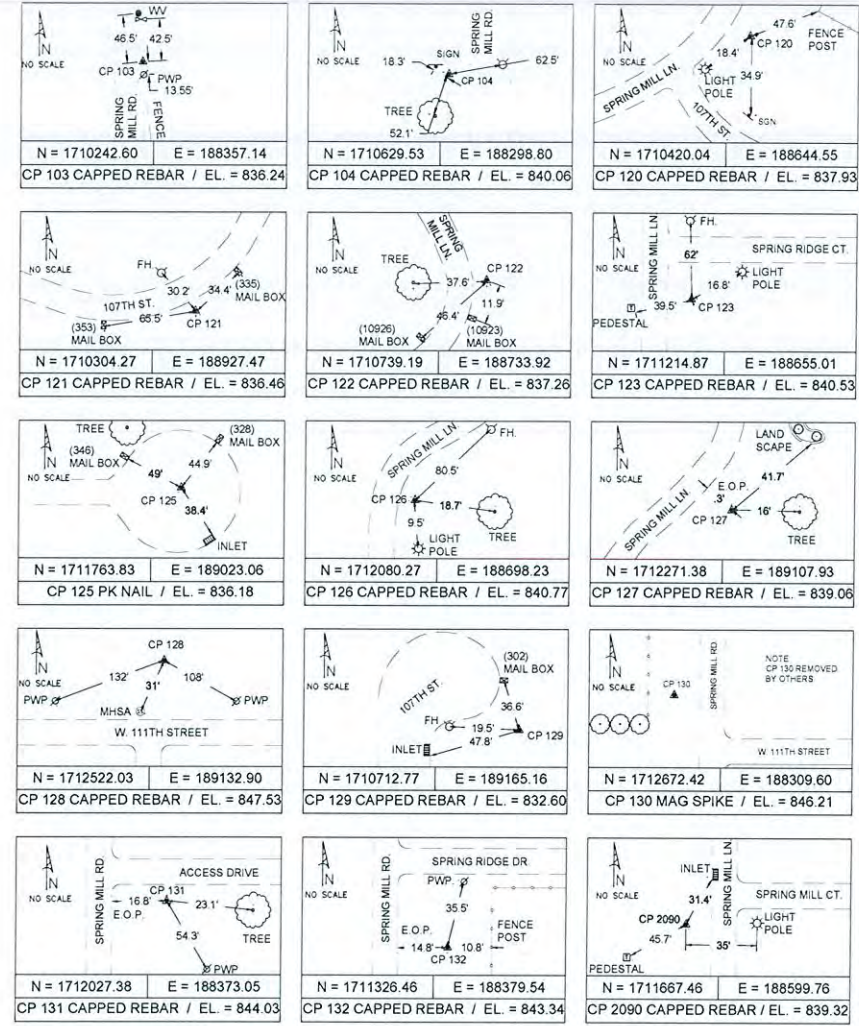 N
NO SCALE
WV
46.5'
42.5'
CP 103
PWP
13.55'
SPRING MILL RD.
FENCE
N = 1710242.60
E = 188357.14
CP 103 CAPPED REBAR / EL. = 836.24
N
NO SCALE
SPRING MILL RD.
SIGN
18.3'
62.5'
CP 104
TREE
52.1'
N = 1710629.53
E = 188298.80
CP 104 CAPPED REBAR / EL. = 840.06
N
NO SCALE
47.6'
CP 120
FENCE POST
18.4'
34.9'
LIGHT POLE
SPRING MILL LN.
107TH ST.
SGN
N = 1710420.04
E = 188644.55
CP 120 CAPPED REBAR / EL. = 837.93
N
NO SCALE
FH.
30.2'
34.4'
(335) MAIL BOX
107TH ST.
65.5'
CP 121
(353) MAIL BOX
N = 1710304.27
E = 188927.47
CP 121 CAPPED REBAR / EL. = 836.46
N
NO SCALE
SPRING MILL LN.
TREE
37.6'
CP 122
11.9'
46.4'
(10926) MAIL BOX
(10923) MAIL BOX
N = 1710739.19
E = 188733.92
CP 122 CAPPED REBAR / EL. = 837.26
N
NO SCALE
SPRING MILL LN
FH.
62'
SPRING RIDGE CT.
LIGHT POLE
16.8'
39.5'
CP 123
PEDESTAL
N = 1711214.87
E = 188655.01
CP 123 CAPPED REBAR / EL. = 840.53
N
NO SCALE
TREE
(328) MAIL BOX
(346) MAIL BOX
49'
44.9'
CP 125
38.4'
INLET
N = 1711763.83
E = 189023.06
CP 125 PK NAIL / EL. = 836.18
N
NO SCALE
SPRING MILL LN
FH.
80.5'
CP 126
18.7'
9.5'
LIGHT POLE
TREE
N = 1712080.27
E = 188698.23
CP 126 CAPPED REBAR / EL. = 840.77
N
NO SCALE
LAND SCAPE
SPRING MILL LN.
E.O.P.
.3'
41.7'
CP 127
16'
TREE
N = 1712271.38
E = 189107.93
CP 127 CAPPED REBAR / EL. = 839.06
N
NO SCALE
CP 128
132'
108'
31'
PWP
PWP
MHSA
W. 111TH STREET
N = 1712522.03
E = 189132.90
CP 128 CAPPED REBAR / EL. = 847.53
N
NO SCALE
(302) MAIL BOX
107TH ST.
36.6'
FH
19.5'
CP 129
INLET
47.8'
N = 1710712.77
E = 189165.16
CP 129 CAPPED REBAR / EL. = 832.60
N
NO SCALE
CP 130
SPRING MILL RD.
NOTE
CP 130 REMOVED
BY OTHERS
W. 111TH STREET
N = 1712672.42
E = 188309.60
CP 130 MAG SPIKE / EL. = 846.21
N
NO SCALE
SPRING MILL RD.
ACCESS DRIVE
CP 131
16.8'
23.1'
E.O.P.
54.3'
TREE
PWP
N = 1712027.38
E = 188373.05
CP 131 CAPPED REBAR / EL. = 844.03
N
NO SCALE
SPRING MILL RD.
SPRING RIDGE DR.
PWP.
35.5'
E.O.P.
14.8'
10.8'
FENCE POST
CP 132
N = 1711326.46
E = 188379.54
CP 132 CAPPED REBAR / EL. = 843.34
N
NO SCALE
INLET
SPRING MILL LN.
31.4'
SPRING MILL CT.
CP 2090
LIGHT POLE
45.7'
35'
PEDESTAL
N = 1711667.46
E = 188599.76
CP 2090 CAPPED REBAR / EL. = 839.32